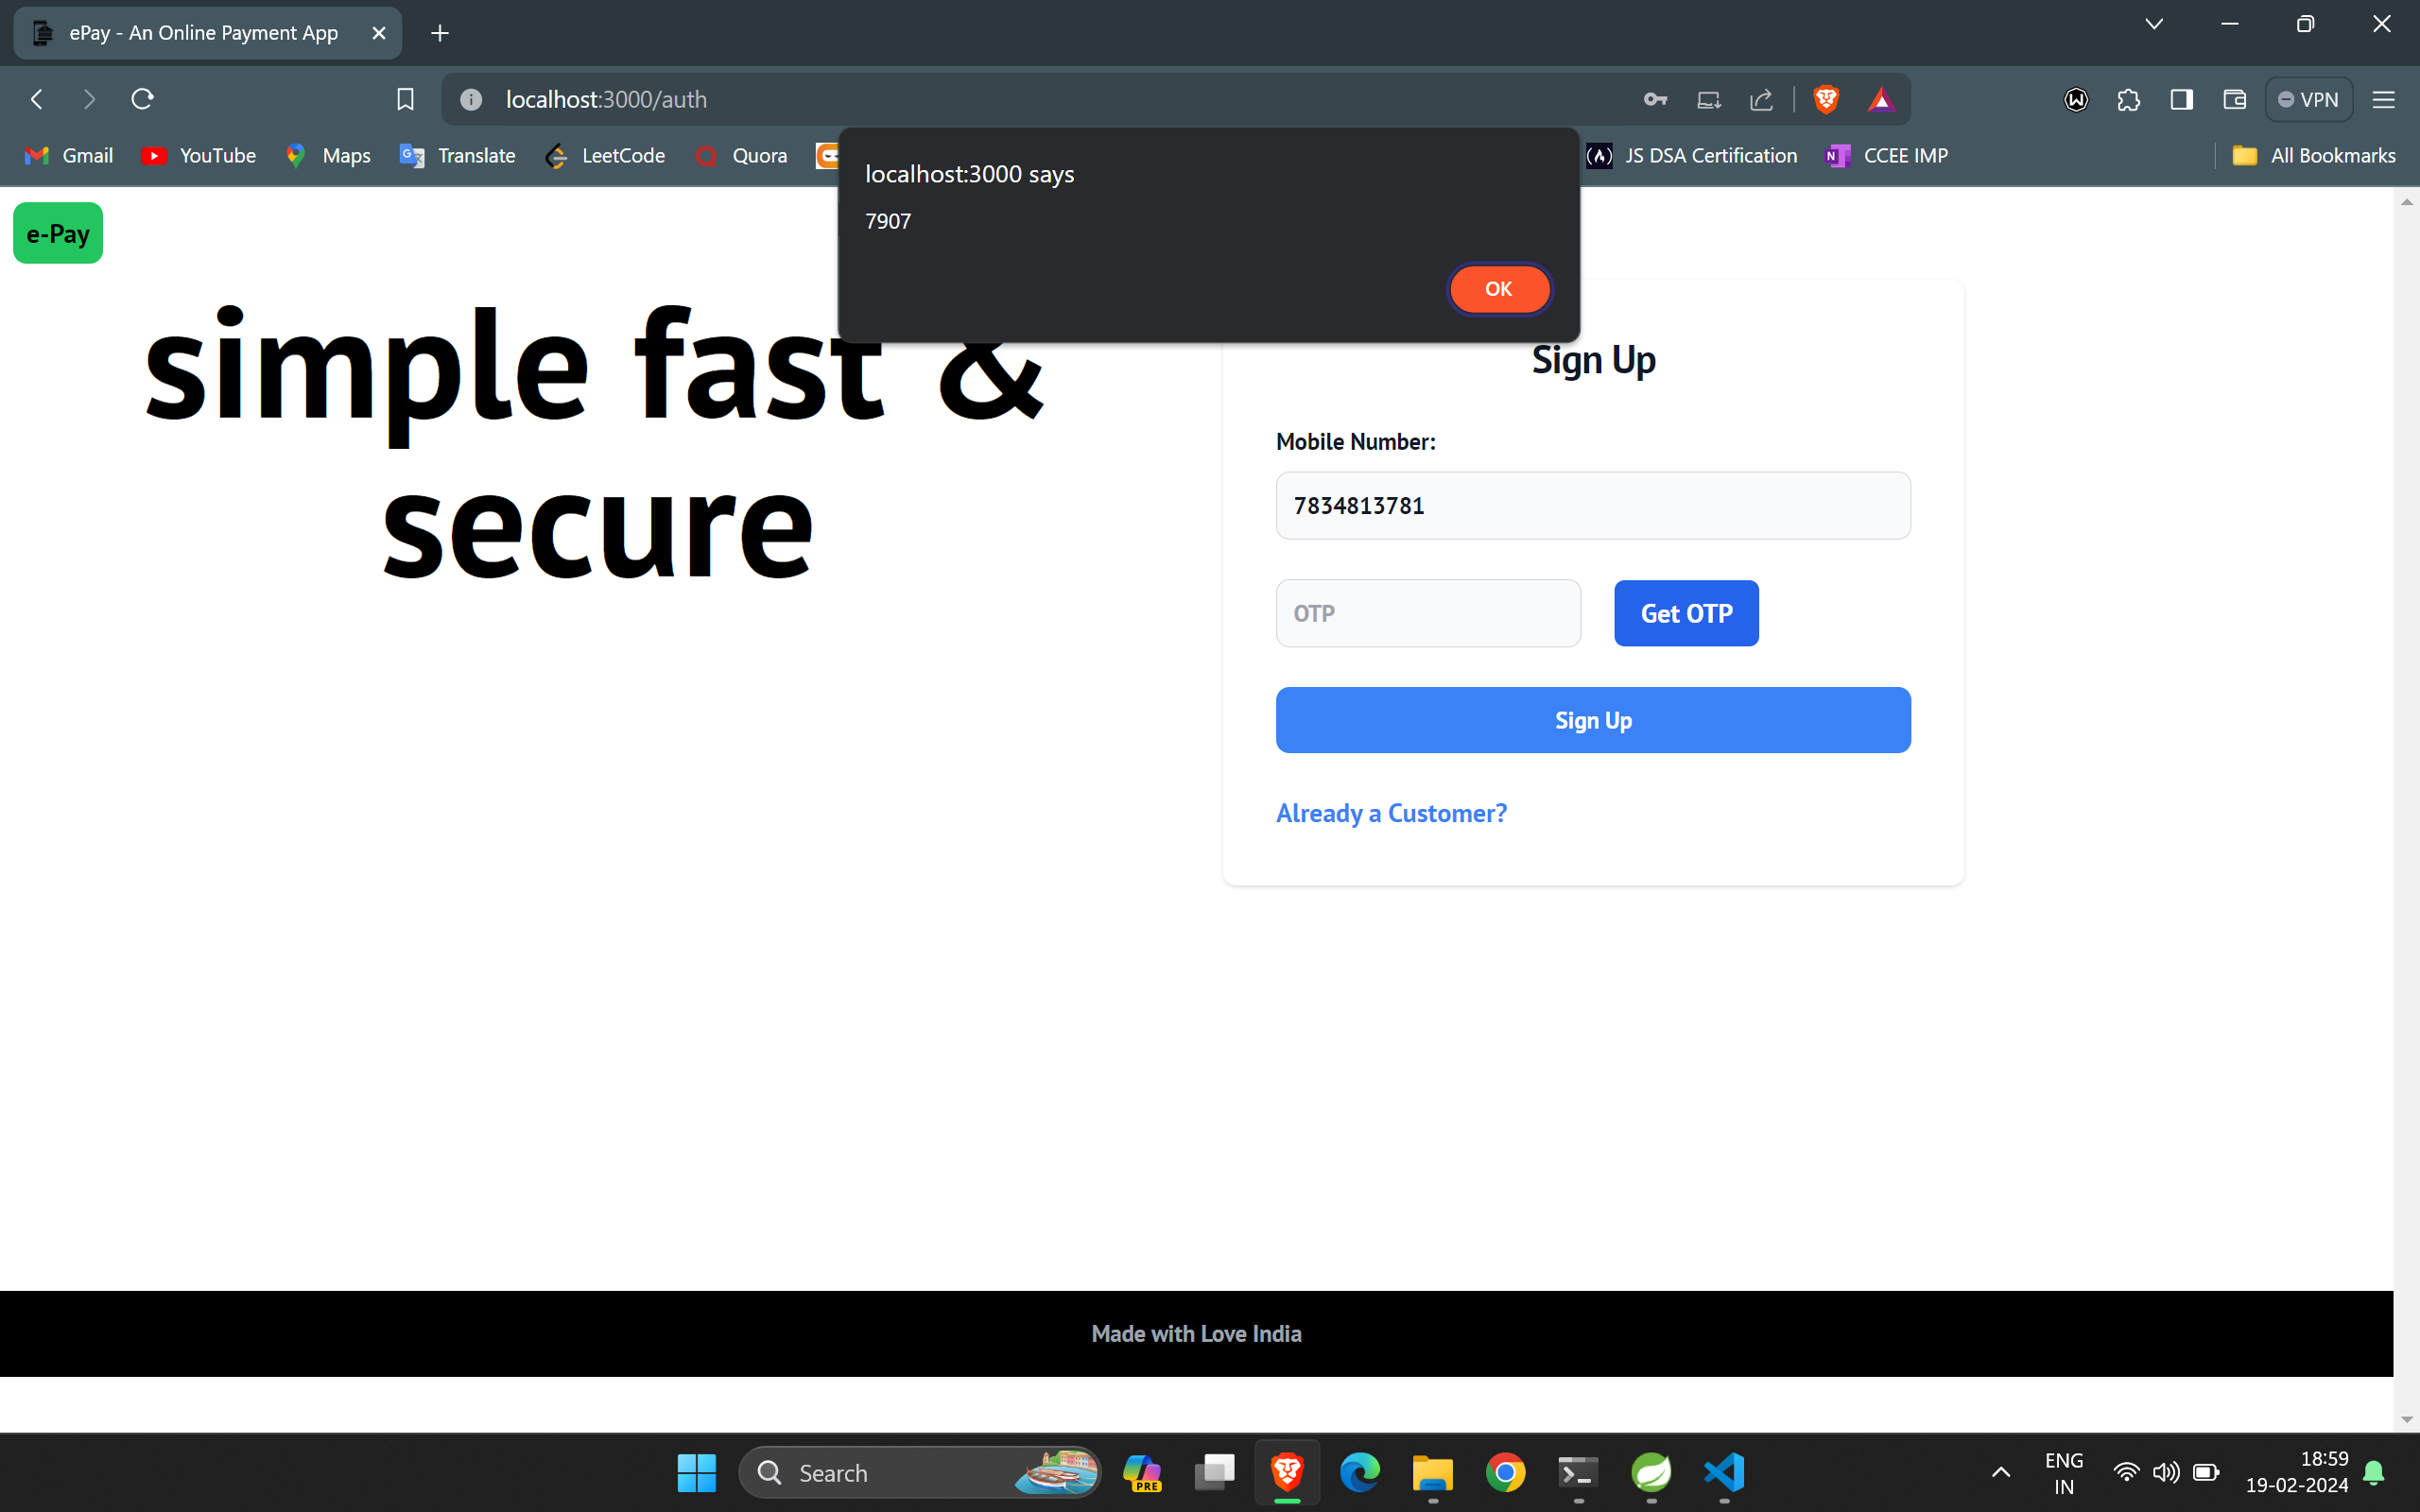 ePay - An Online Payment App
localhost:3000/auth
VPN
Gmail
YouTube
Maps
Translate
LeetCode
Quora
JS DSA Certification
CCEE IMP
All Bookmarks
localhost:3000 says
7907
OK
e-Pay
simple fast &
secure
Sign Up
Mobile Number:
7834813781
OTP
Get OTP
Sign Up
Already a Customer?
Made with Love India
Search
PRE
ENG
IN
18:59
19-02-2024